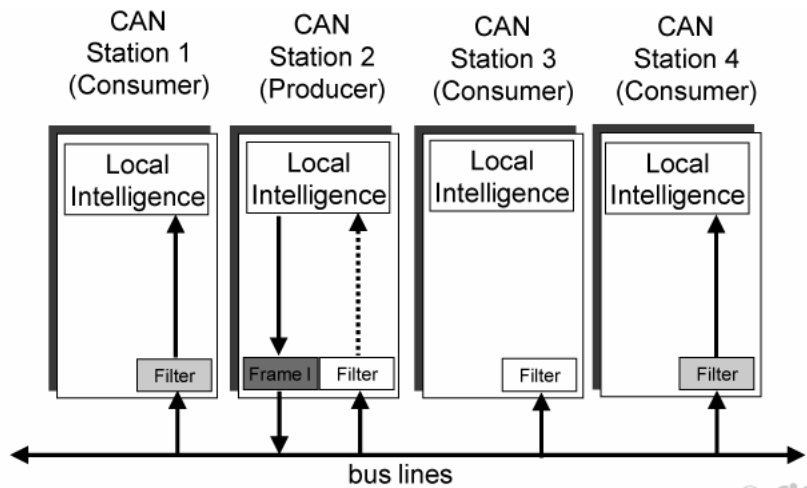 CAN
Station 1
(Consumer)
CAN
Station 2
(Producer)
CAN
Station 3
(Consumer)
CAN
Station 4
(Consumer)
Local
Intelligence
Local
Intelligence
Local
Intelligence
Local
Intelligence
Filter
Frame I
Filter
Filter
Filter
bus lines